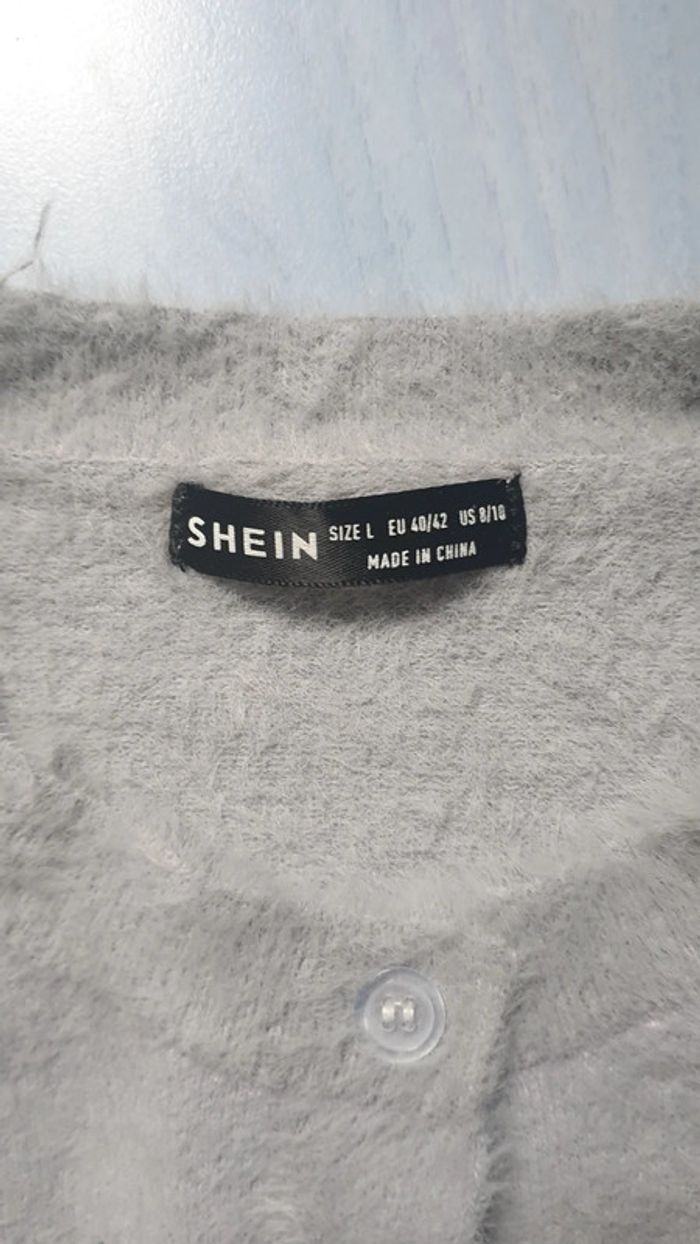 SHEIN SIZE L EU 40/42 US 8/10
MADE IN CHINA